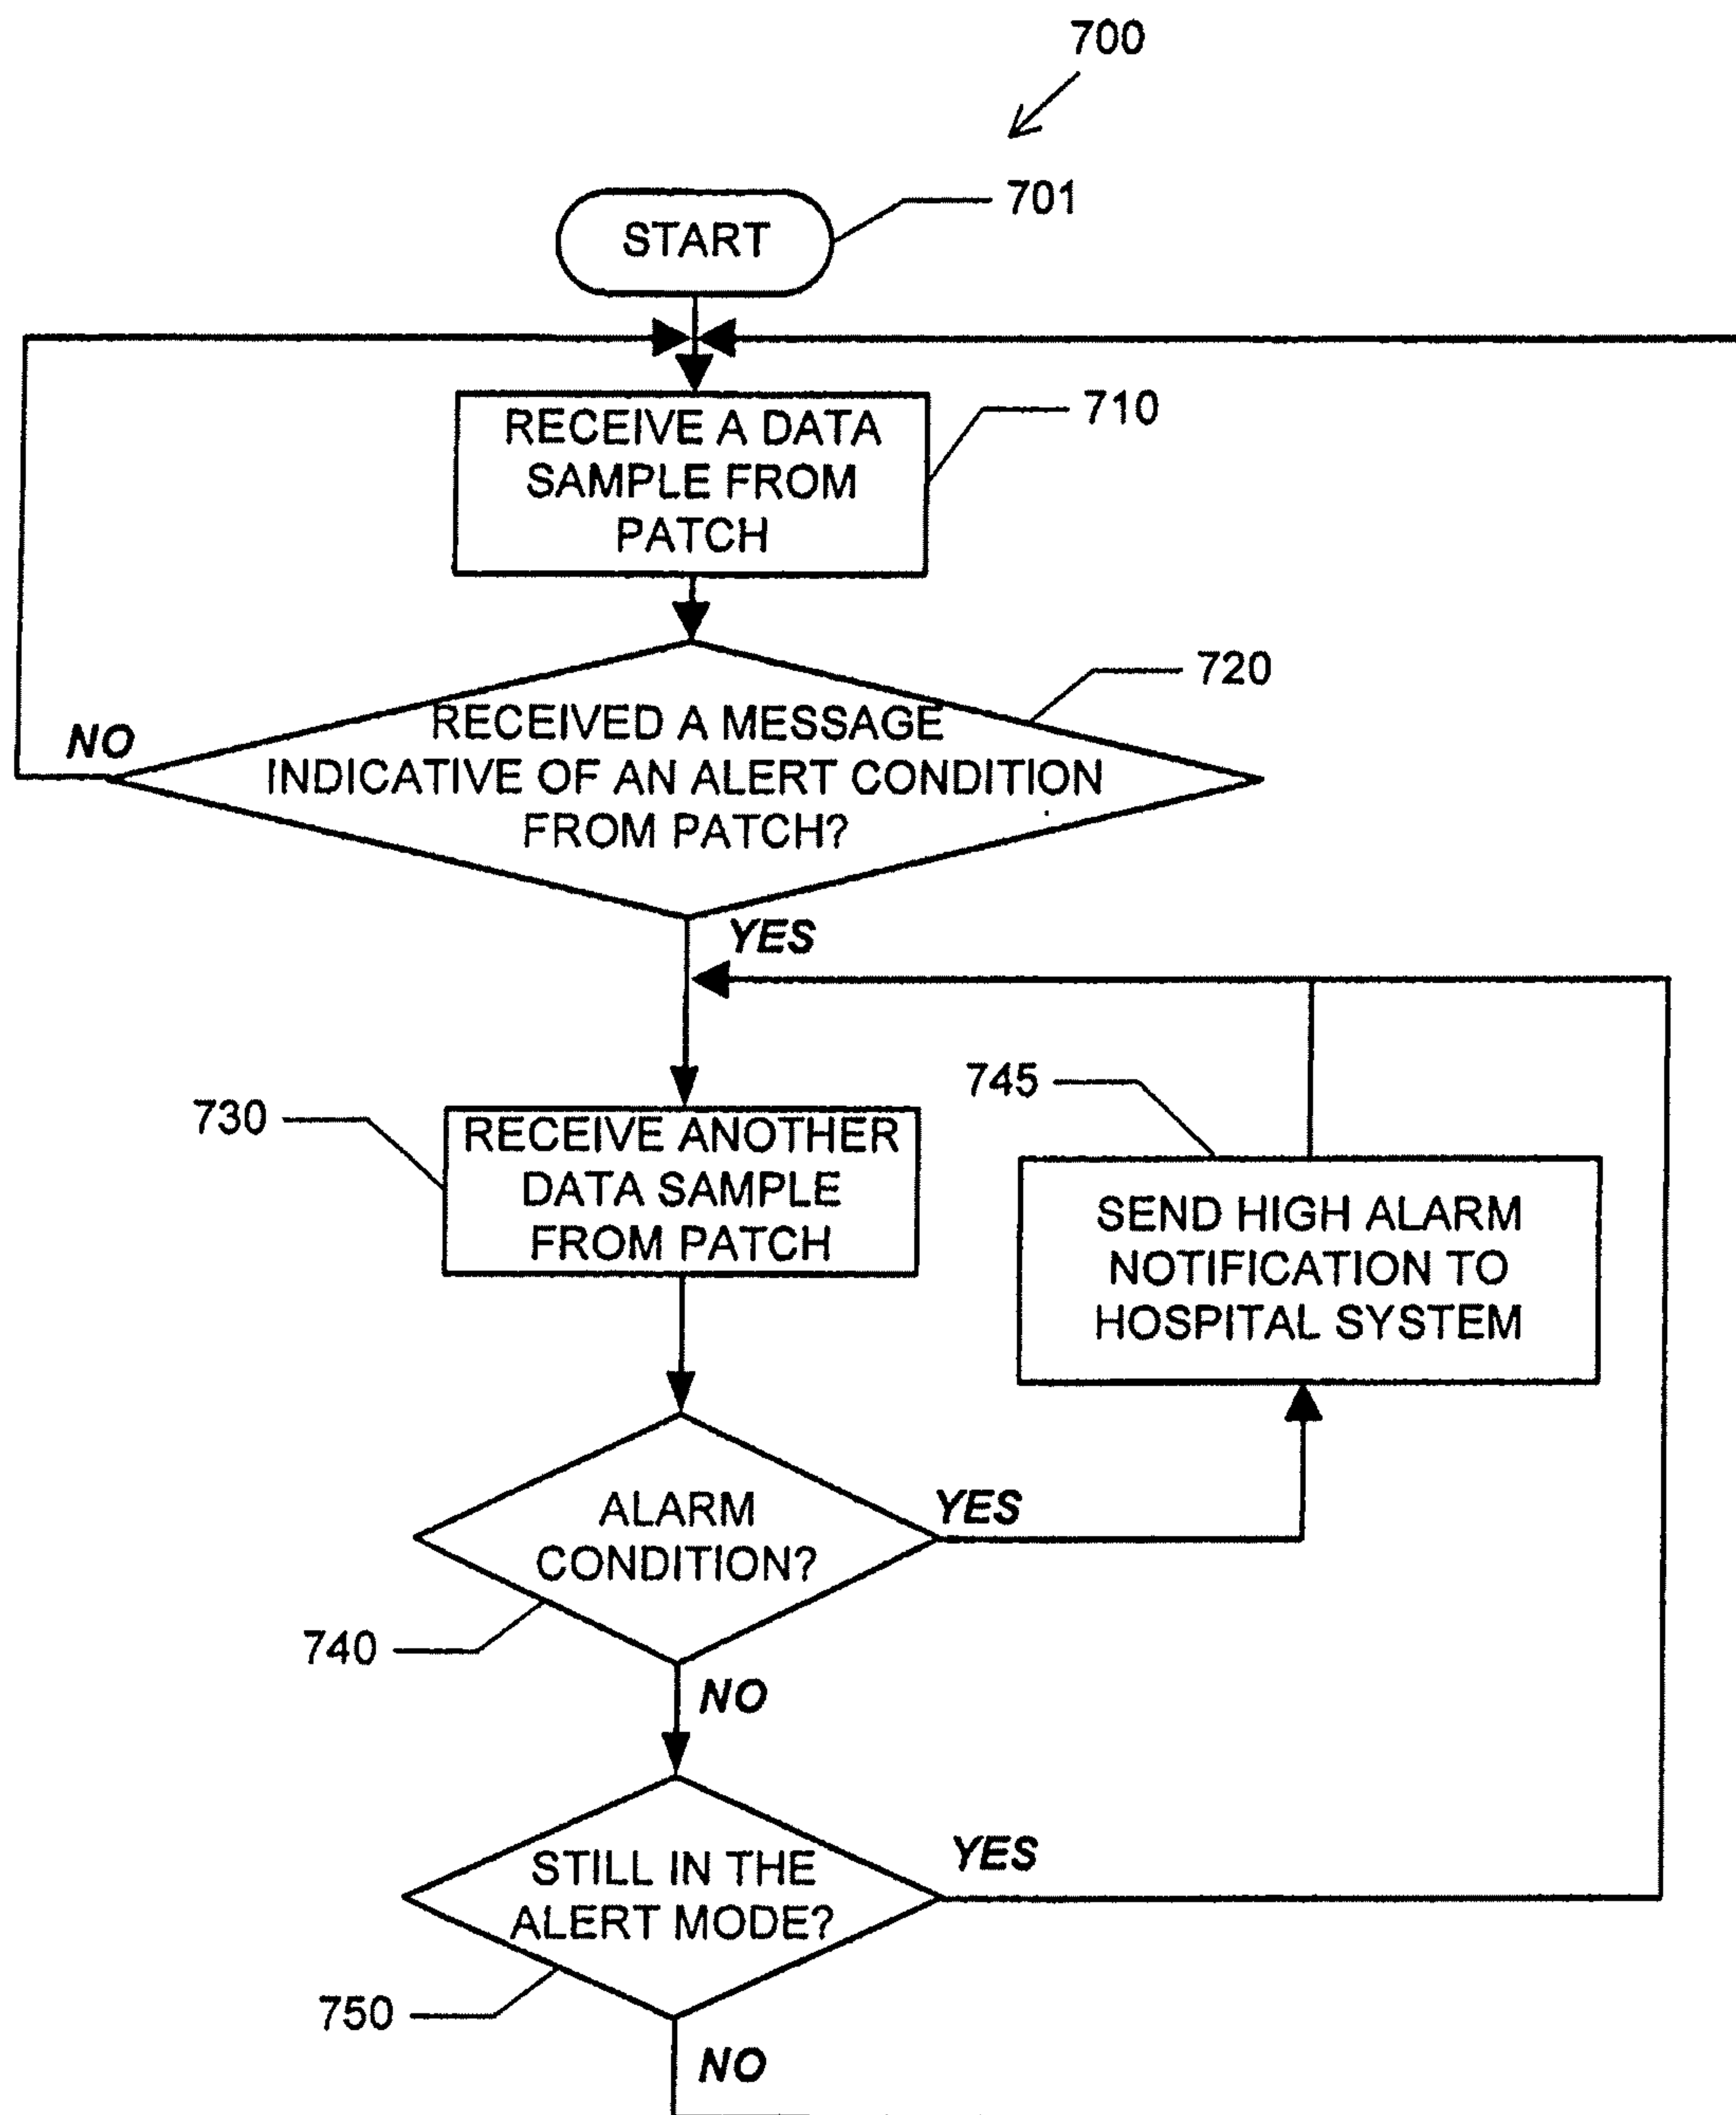 700
701
START
RECEIVE A DATA
SAMPLE FROM
PATCH
710
720
RECEIVED A MESSAGE
INDICATIVE OF AN ALERT CONDITION
FROM PATCH?
NO
YES
730
RECEIVE ANOTHER
DATA SAMPLE
FROM PATCH
745
SEND HIGH ALARM
NOTIFICATION TO
HOSPITAL SYSTEM
ALARM
CONDITION?
YES
740
NO
STILL IN THE
ALERT MODE?
YES
750
NO